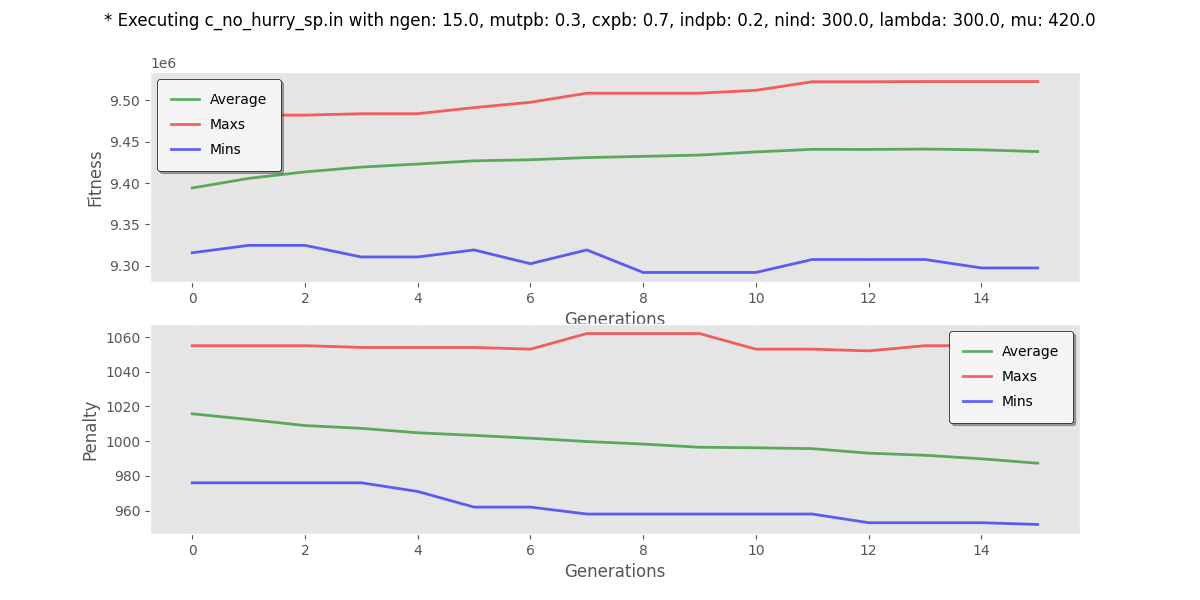 * Executing c_no_hurry_sp.in with ngen: 15.0, mutpb: 0.3, cxpb: 0.7, indpb: 0.2, nind: 300.0, lambda: 300.0, mu: 420.0
1e6
Average
Maxs
Mins
9.50
9.45
9.40
9.35
9.30
Fitness
0 2 4 6 8 10 12 14
Generations
Average
Maxs
Mins
1060
1040
1020
1000
980
960
Penalty
0 2 4 6 8 10 12 14
Generations